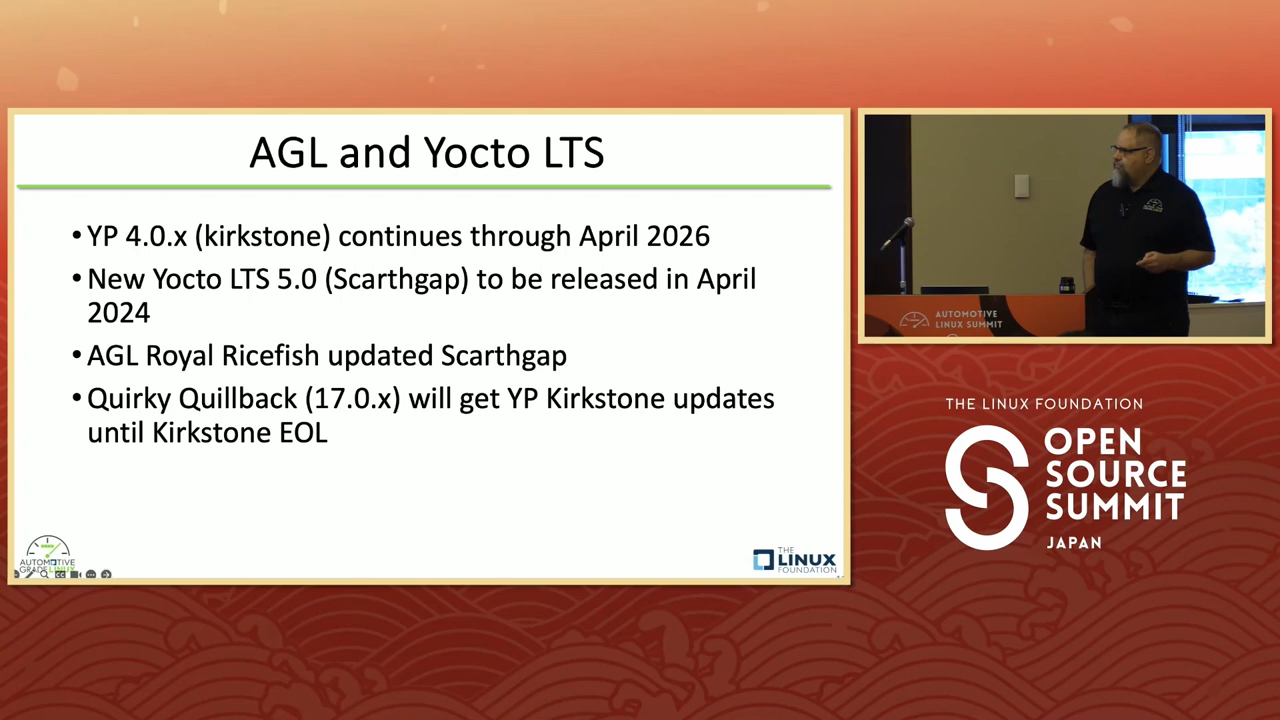 AGL and Yocto LTS
• YP 4.0.x (kirkstone) continues through April 2026
• New Yocto LTS 5.0 (Scarthgap) to be released in April
2024
• AGL Royal Ricefish updated Scarthgap
• Quirky Quillback (17.0.x) will get YP Kirkstone updates
until Kirkstone EOL
AUTOMOTIVE
GRADE LINUX
THE
LINUX
FOUNDATION
AUTOMOTIVE
LINUX SUMMIT
THE LINUX FOUNDATION
OPEN
SOURCE
SUMMIT
JAPAN